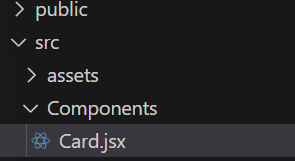 public
src
assets
Components
Card.jsx